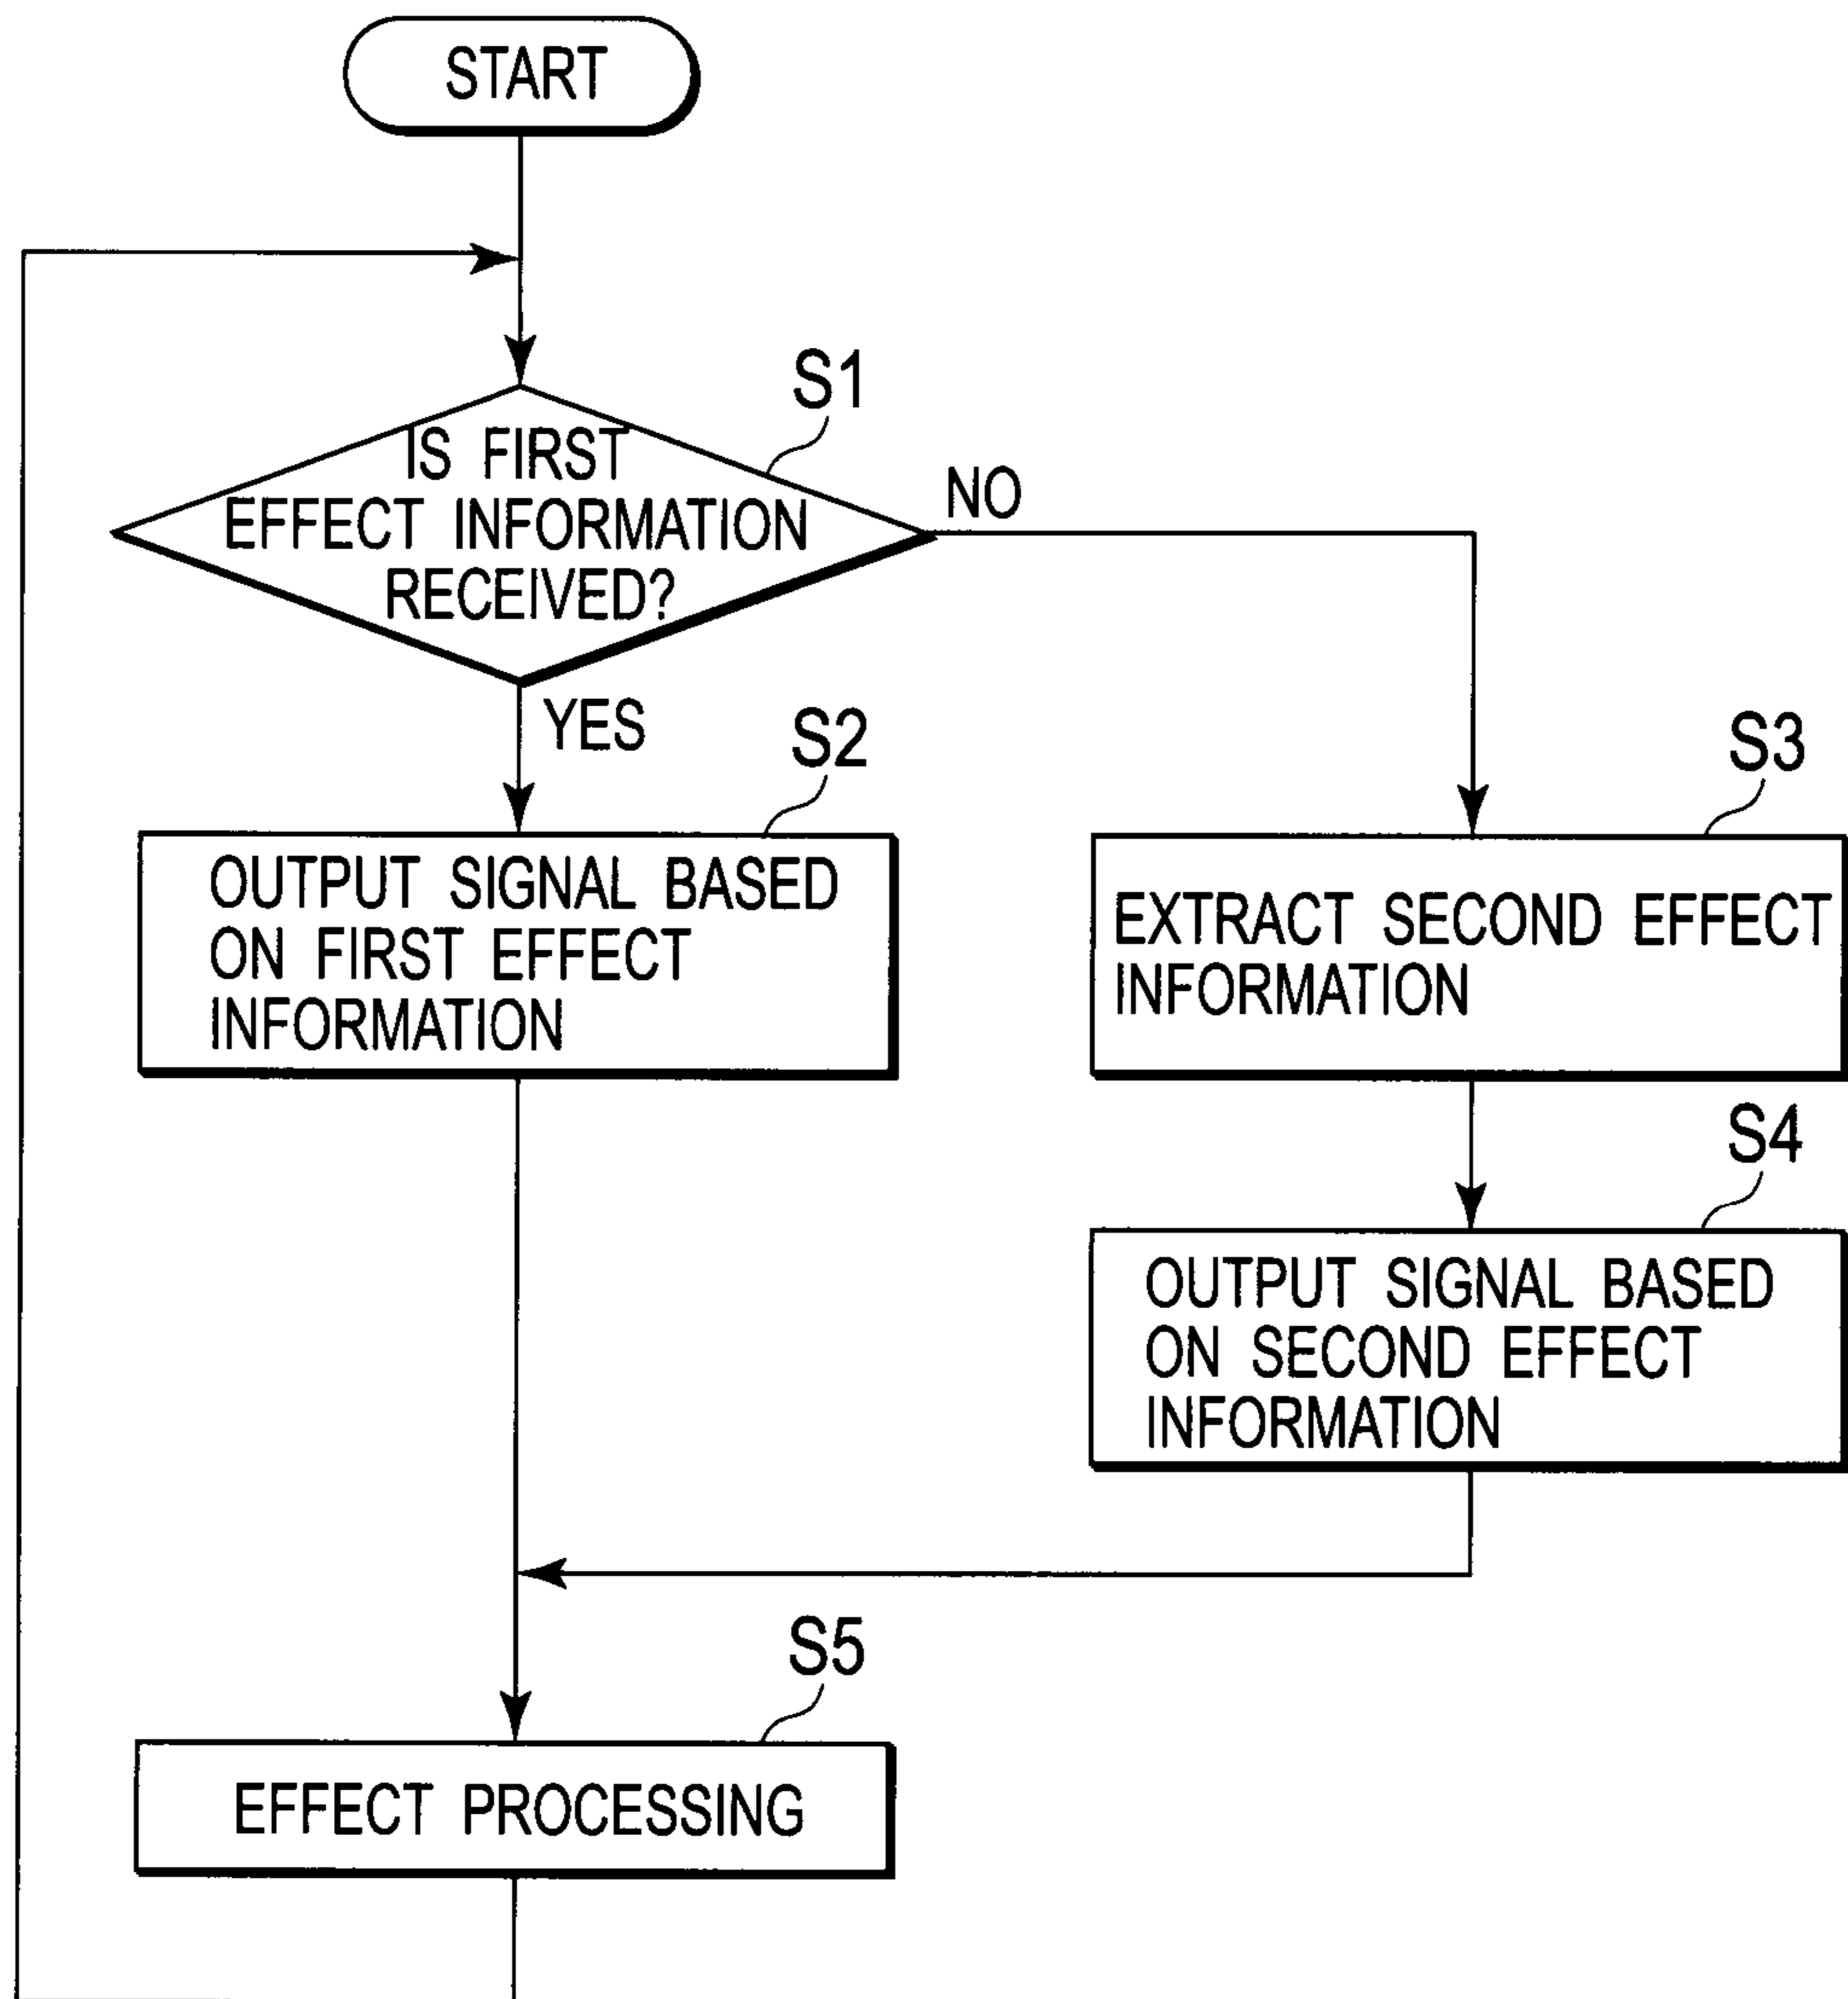 START
S1
IS FIRST
EFFECT INFORMATION
RECEIVED?
NO
YES
S2
OUTPUT SIGNAL BASED
ON FIRST EFFECT
INFORMATION
S3
EXTRACT SECOND EFFECT
INFORMATION
S4
OUTPUT SIGNAL BASED
ON SECOND EFFECT
INFORMATION
S5
EFFECT PROCESSING